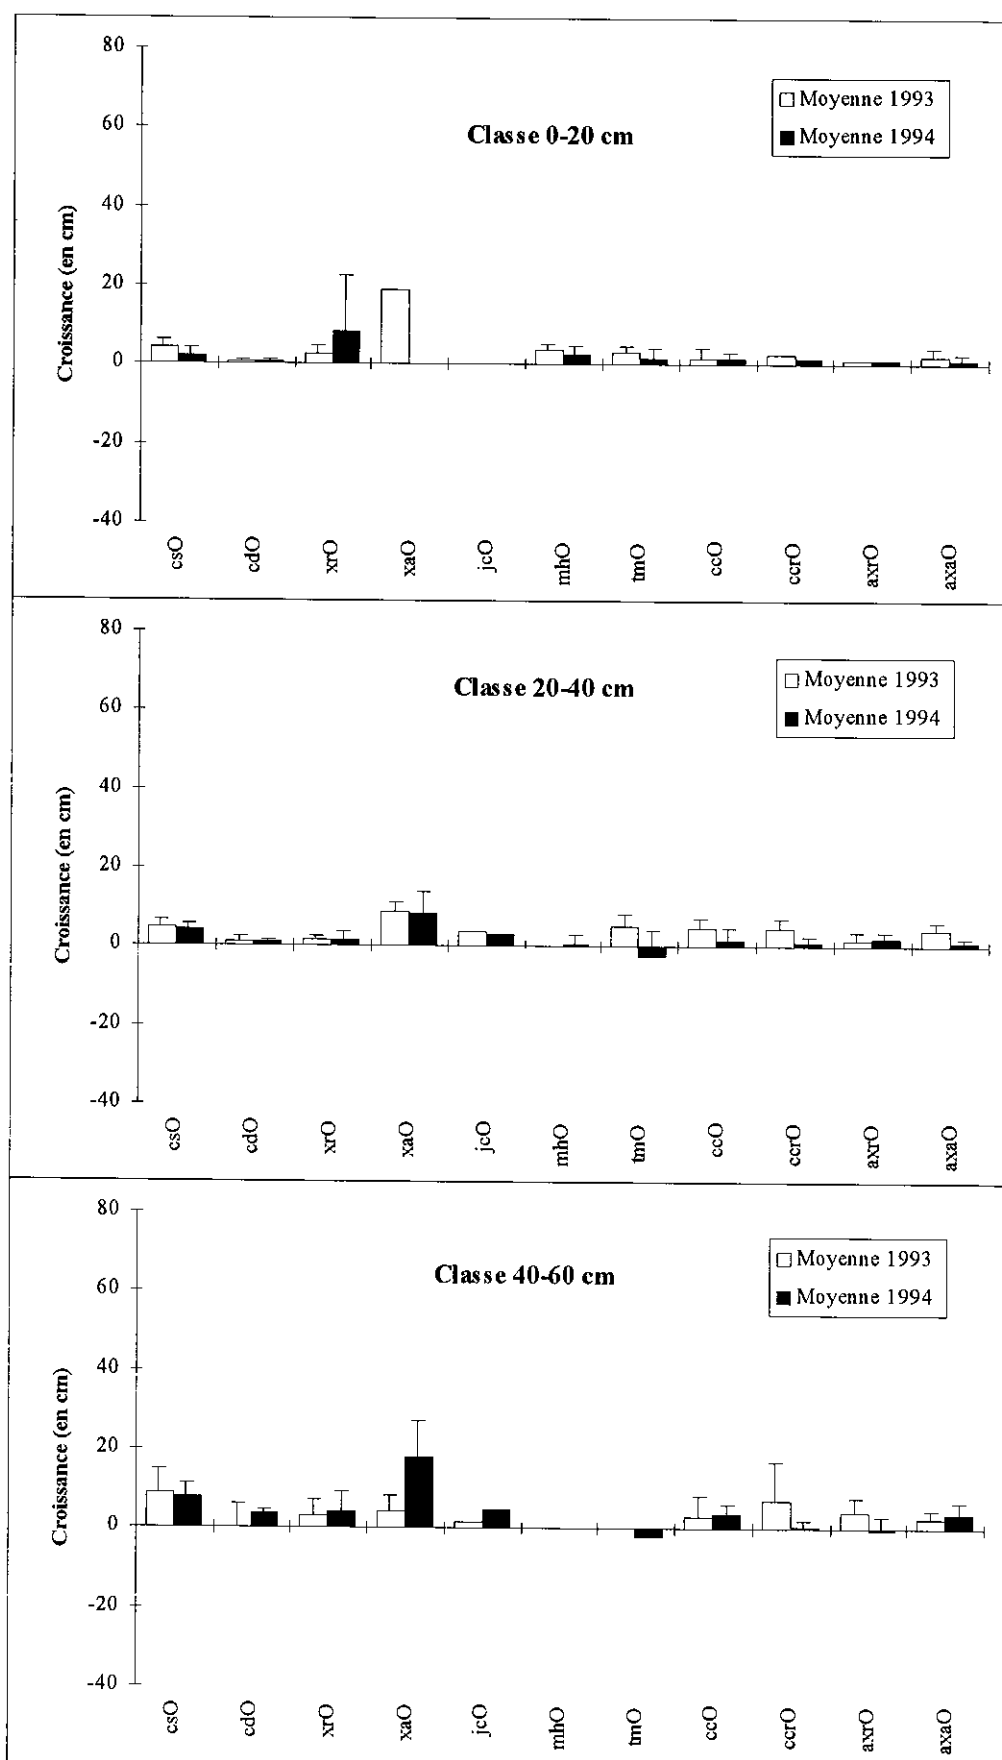 80
60
40
20
0
-20
-40
Croissance (en cm)
Classe 0-20 cm
Moyenne 1993
Moyenne 1994
csO
cdO
xrO
xaO
jcO
mhO
tmO
ccO
ccrO
axrO
axaO
80
60
40
20
0
-20
-40
Croissance (en cm)
Classe 20-40 cm
Moyenne 1993
Moyenne 1994
csO
cdO
xrO
xaO
jcO
mhO
tmO
ccO
ccrO
axrO
axaO
80
60
40
20
0
-20
-40
Croissance (en cm)
Classe 40-60 cm
Moyenne 1993
Moyenne 1994
csO
cdO
xrO
xaO
jcO
mhO
tmO
ccO
ccrO
axrO
axaO